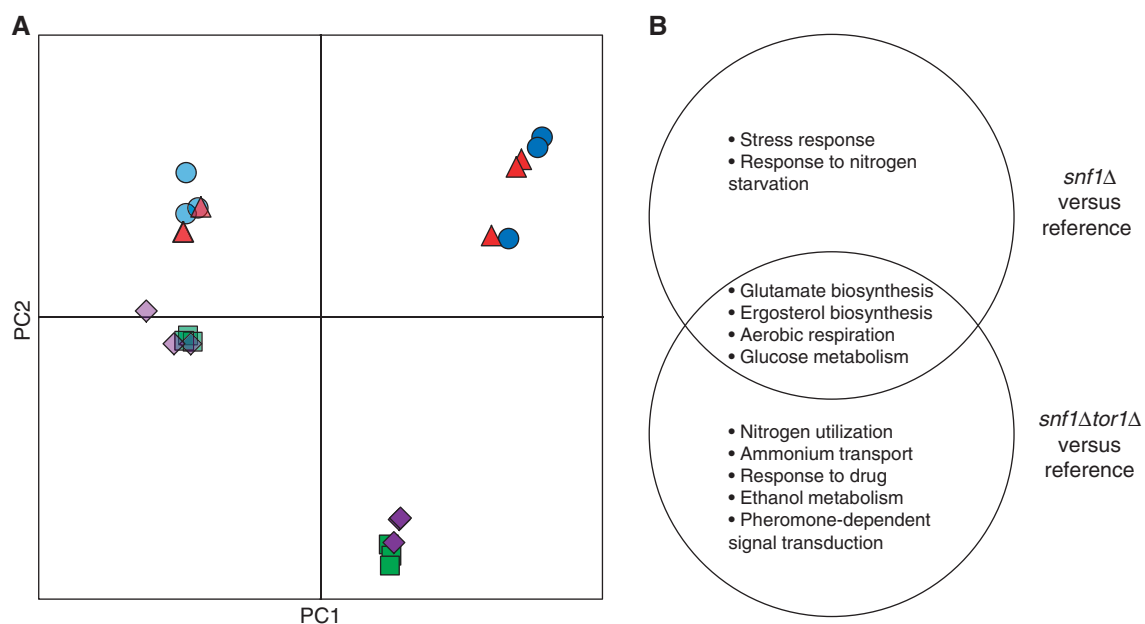 A
PC2
PC1
B
• Stress response
• Response to nitrogen
starvation
snf1Δ
versus
reference
• Glutamate biosynthesis
• Ergosterol biosynthesis
• Aerobic respiration
• Glucose metabolism
• Nitrogen utilization
• Ammonium transport
• Response to drug
• Ethanol metabolism
• Pheromone-dependent
signal transduction
snf1Δtor1Δ
versus
reference